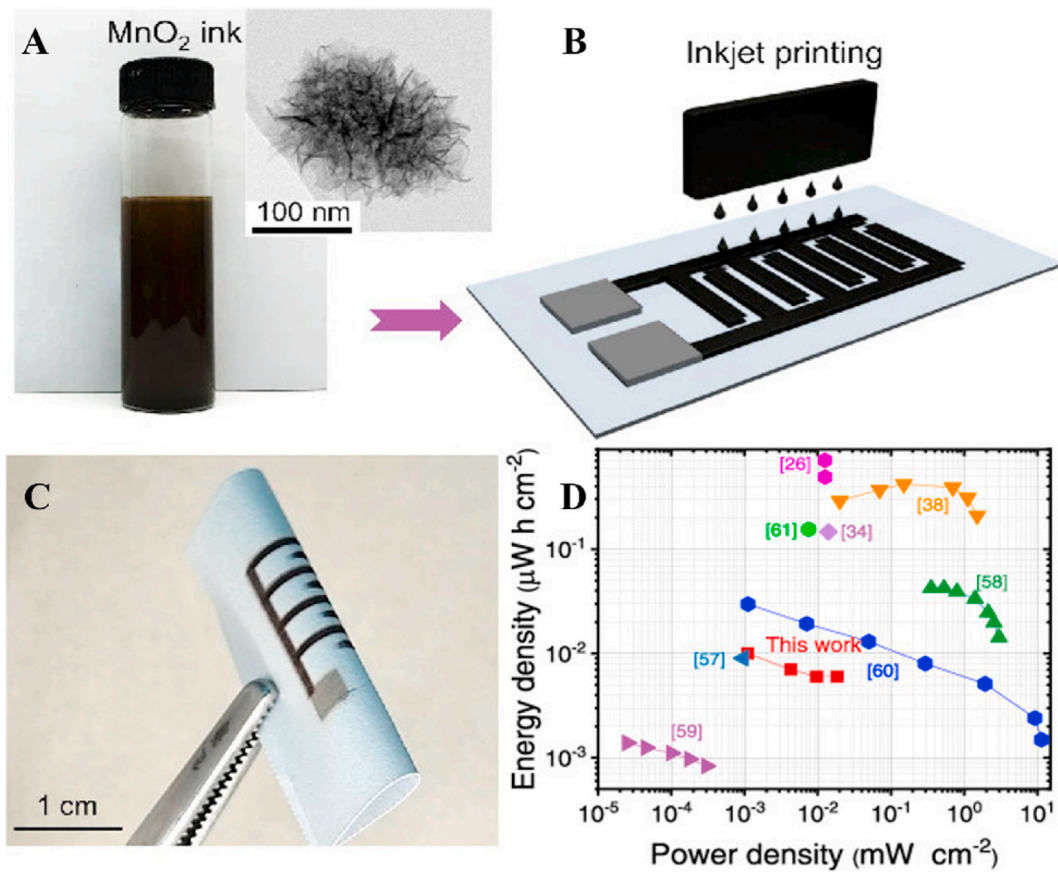 A
MnO₂ ink
100 nm
B
Inkjet printing
C
1 cm
D
Energy density (μW h cm⁻²)
10⁻¹
10⁻²
10⁻³
[26]
[38]
[61]
[34]
[58]
This work
[57]
[60]
[59]
10⁻⁵ 10⁻⁴ 10⁻³ 10⁻² 10⁻¹ 10⁰ 10¹
Power density (mW cm⁻²)